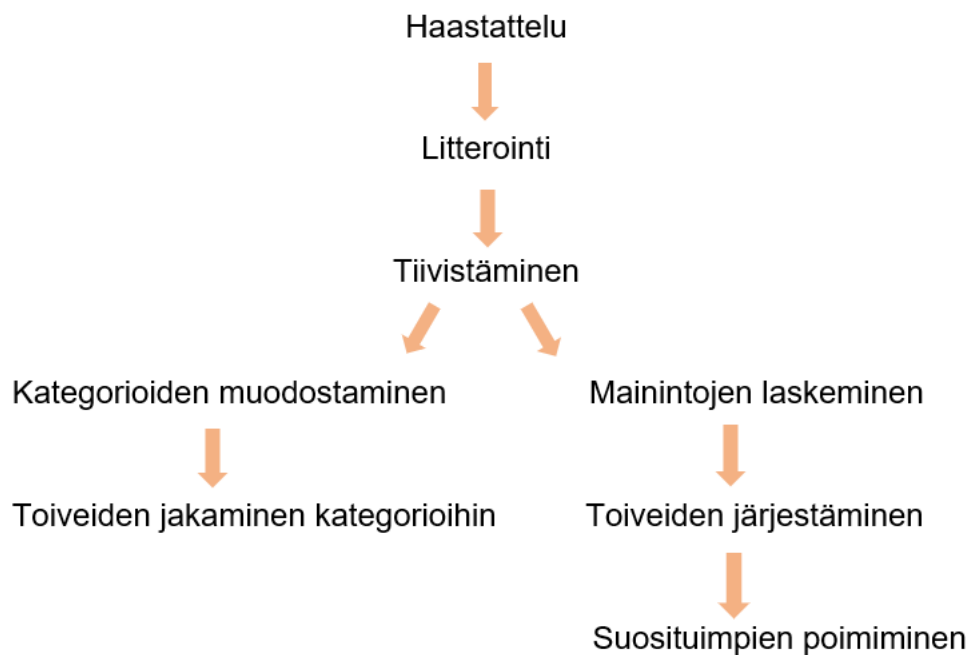 Haastattelu
Litterointi
Tiivistäminen
Kategorioiden muodostaminen
Mainintojen laskeminen
Toiveiden jakaminen kategorioihin
Toiveiden järjestäminen
Suosituimpien poimiminen